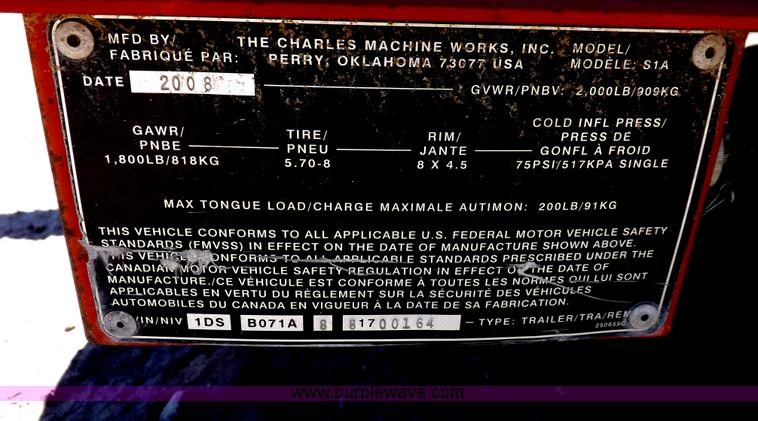 MFD BY/ THE CHARLES MACHINE WORKS, INC. MODEL/
FABRIQUÉ PAR: PERRY, OKLAHOMA 73077 USA MODÈLE: S1A
DATE 2008 GVWR/PNBV: 2,000LB/909KG
GAWR/ TIRE/ RIM/ COLD INFL PRESS/
PNBE — PNEU — JANTE — PRESS DE
GONFL À FROID
1,800LB/818KG 5.70-8 8 X 4.5 75PSI/517KPA SINGLE
MAX TONGUE LOAD/CHARGE MAXIMALE AUTIMON: 200LB/91KG
THIS VEHICLE CONFORMS TO ALL APPLICABLE U.S. FEDERAL MOTOR VEHICLE SAFETY
STANDARDS (FMVSS) IN EFFECT ON THE DATE OF MANUFACTURE SHOWN ABOVE.
THIS VEHICLE CONFORMS TO ALL APPLICABLE STANDARDS PRESCRIBED UNDER THE
CANADIAN MOTOR VEHICLE SAFETY REGULATION IN EFFECT ON THE DATE OF
MANUFACTURE./CE VÉHICULE EST CONFORME À TOUTES LES NORMES QUI LUI SONT
APPLICABLES EN VERTU DU RÈGLEMENT SUR LA SÉCURITÉ DES VÉHICULES
AUTOMOBILES DU CANADA EN VIGUEUR À LA DATE DE SA FABRICATION.
VIN/NIV 1DS B071A 8 81700164 — TYPE: TRAILER/TRA/REM
www.purplewave.com